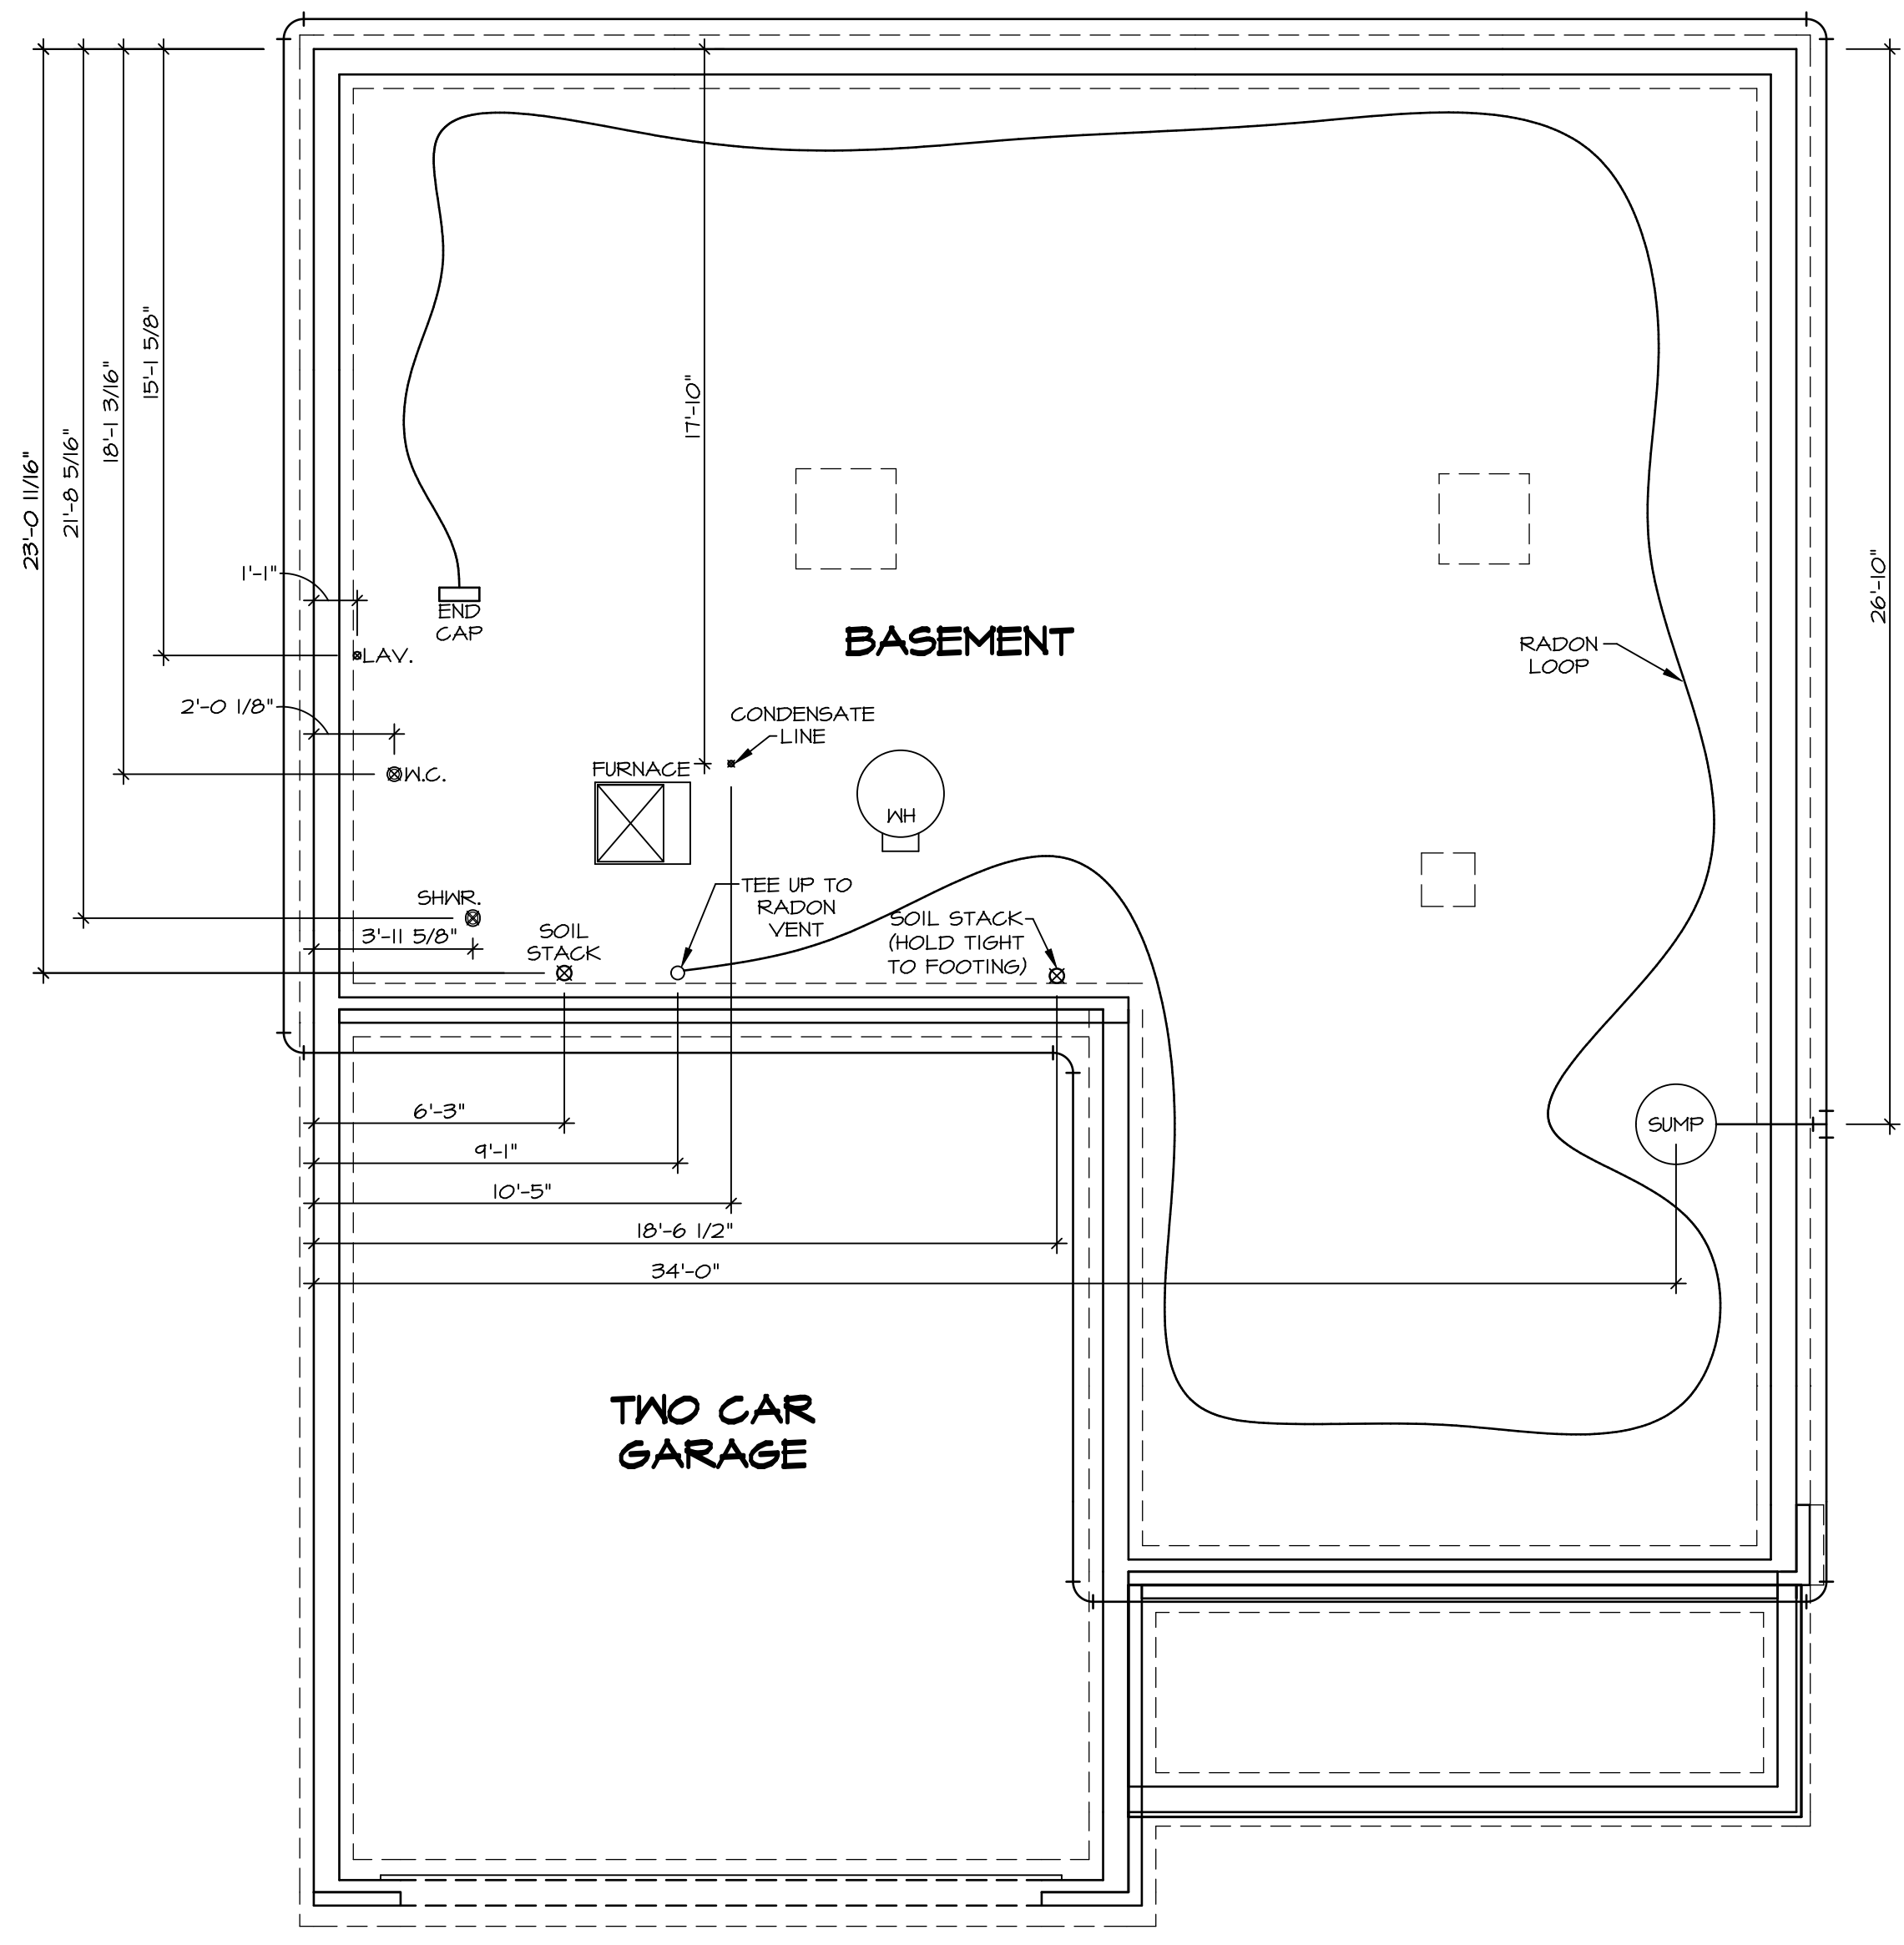 15'-1 5/8"
17'-10"
18'-1 3/16"
21'-8 5/16"
23'-0 11/16"
26'-10"
1'-1"
END
CAP
LAV.
BASEMENT
RADON
LOOP
2'-0 1/8"
CONDENSATE
LINE
W.C.
FURNACE
WH
SHWR.
3'-11 5/8"
SOIL
STACK
TEE UP TO
RADON
VENT
SOIL STACK
(HOLD TIGHT
TO FOOTING)
SUMP
6'-3"
9'-1"
10'-5"
18'-6 1/2"
34'-0"
TWO CAR
GARAGE